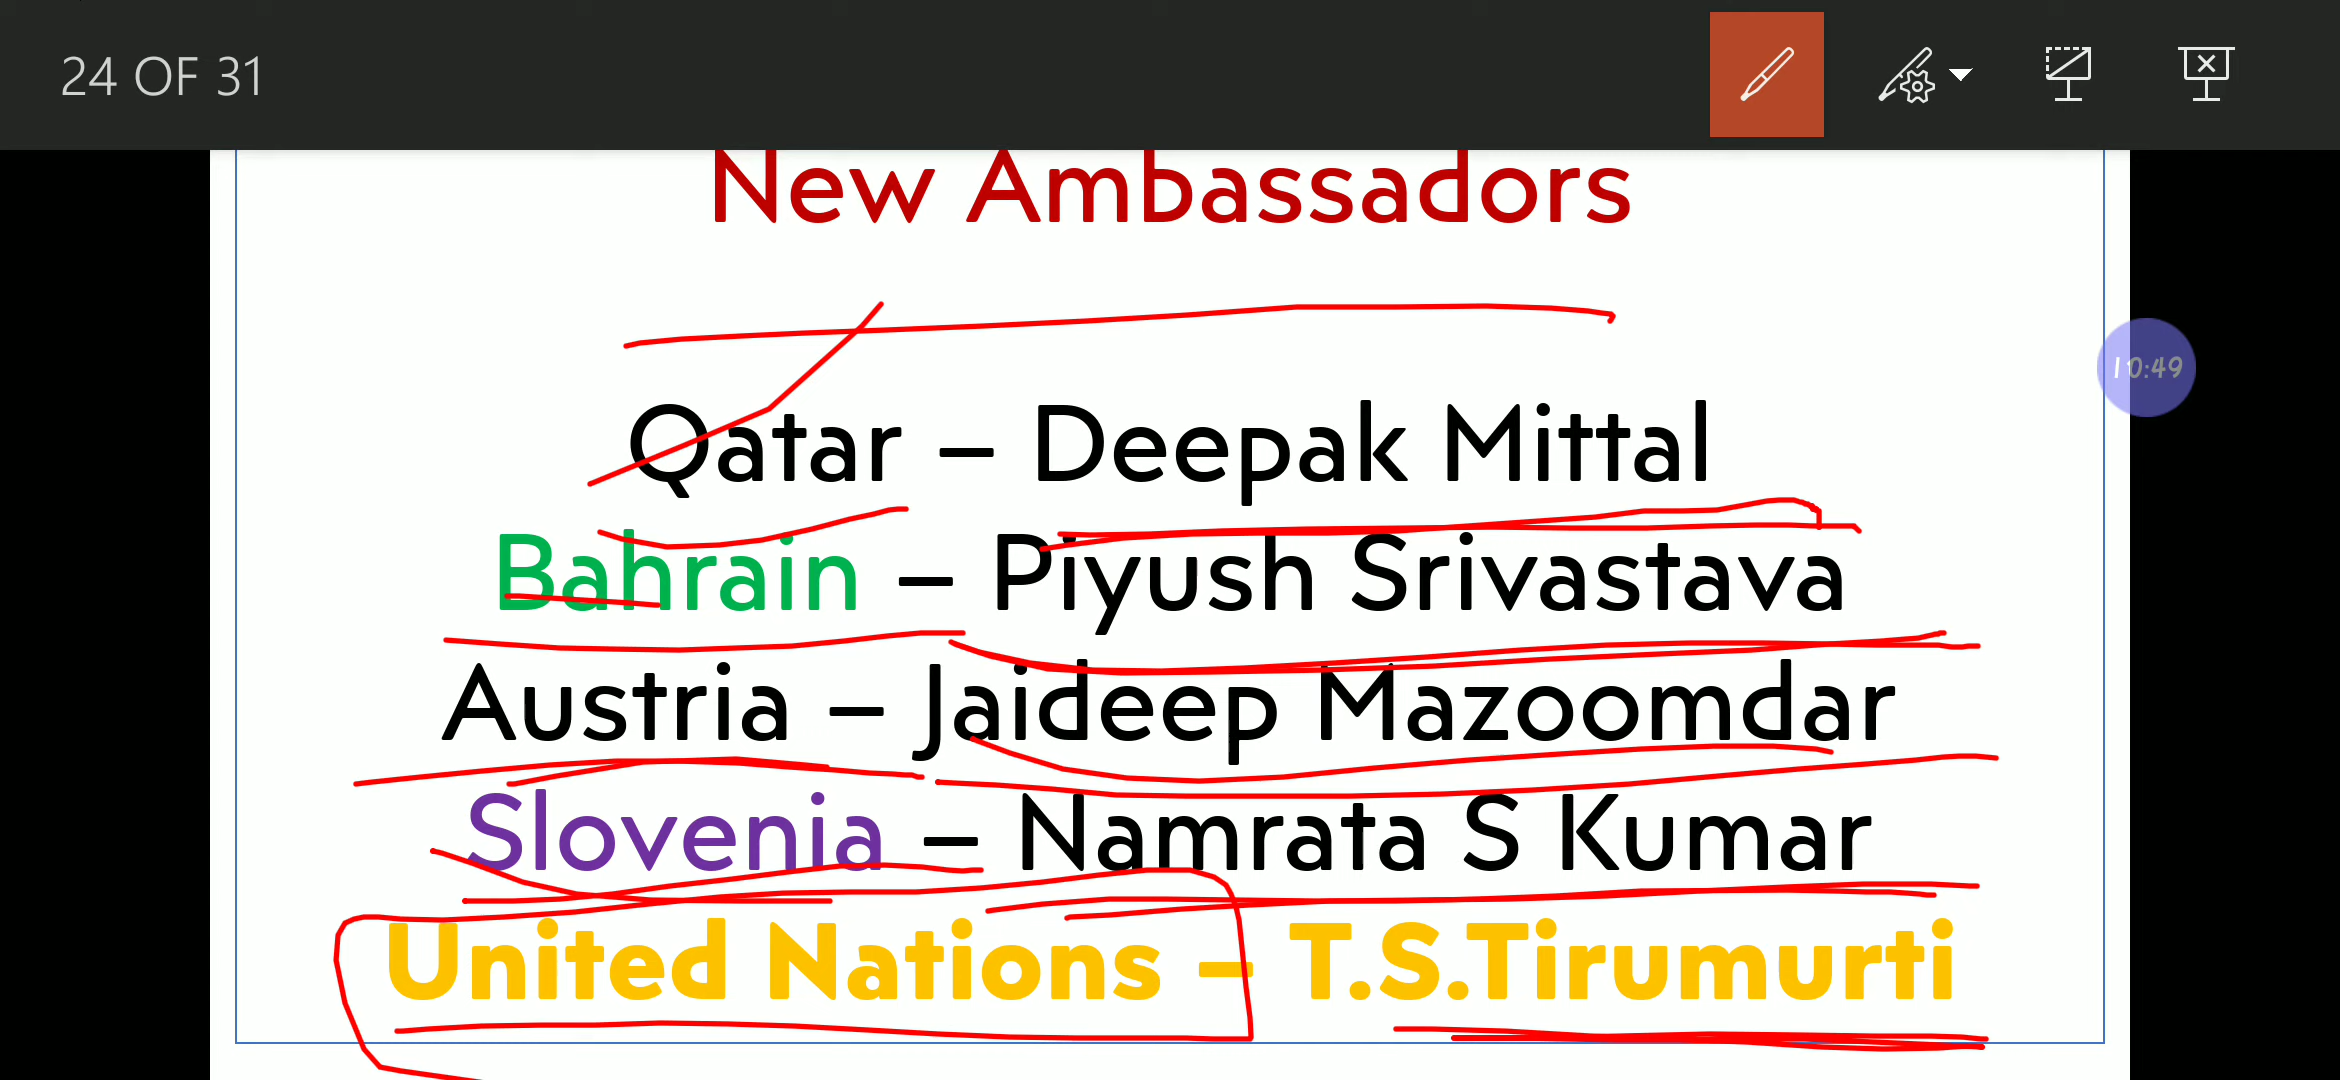 24 OF 31
New Ambassadors
10:49
Qatar – Deepak Mittal
Bahrain – Piyush Srivastava
Austria – Jaideep Mazoomdar
Slovenia – Namrata S Kumar
United Nations – T.S.Tirumurti